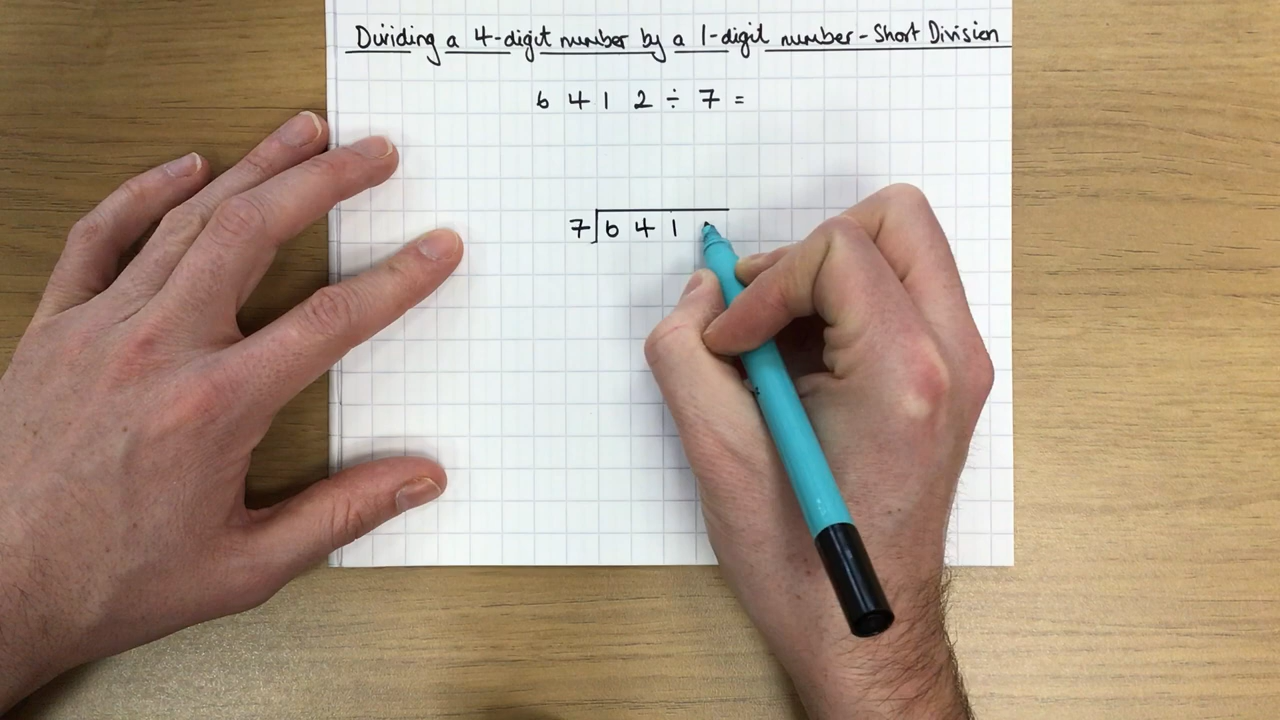 Dividing a 4-digit number by a 1-digit number - Short Division
6 4 1 2 ÷ 7 =
7 6 4 1